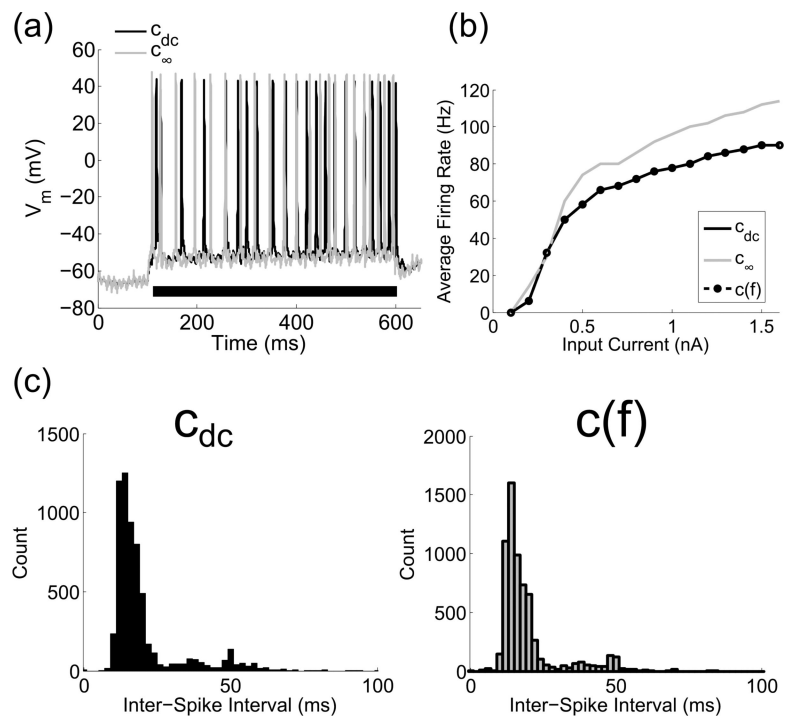 (a)
c_dc
c_∞
60
40
20
0
−20
−40
−60
−80
V_m (mV)
0
200
400
600
Time (ms)
(b)
120
100
80
60
40
20
0
Average Firing Rate (Hz)
0
0.5
1
1.5
Input Current (nA)
c_dc
c_∞
c(f)
(c)
c_dc
1500
1000
500
0
Count
0
50
100
Inter−Spike Interval (ms)
c(f)
2000
1500
1000
500
0
Count
0
50
100
Inter−Spike Interval (ms)